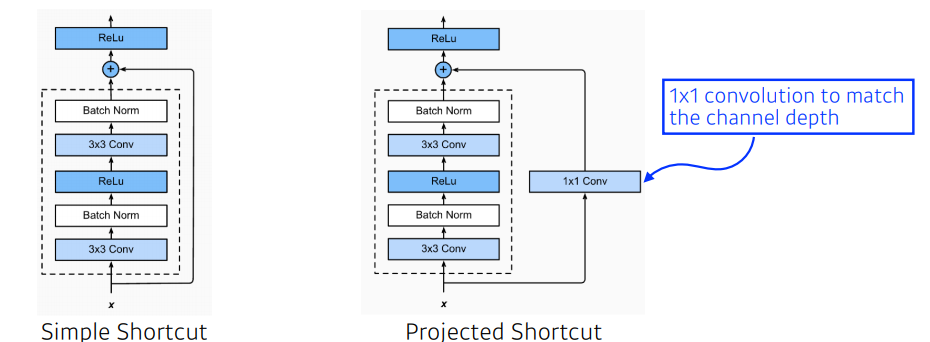 ReLu
+
Batch Norm
3x3 Conv
ReLu
Batch Norm
3x3 Conv
x
Simple Shortcut
ReLu
+
Batch Norm
3x3 Conv
ReLu
Batch Norm
3x3 Conv
x
1x1 Conv
Projected Shortcut
1x1 convolution to match
the channel depth